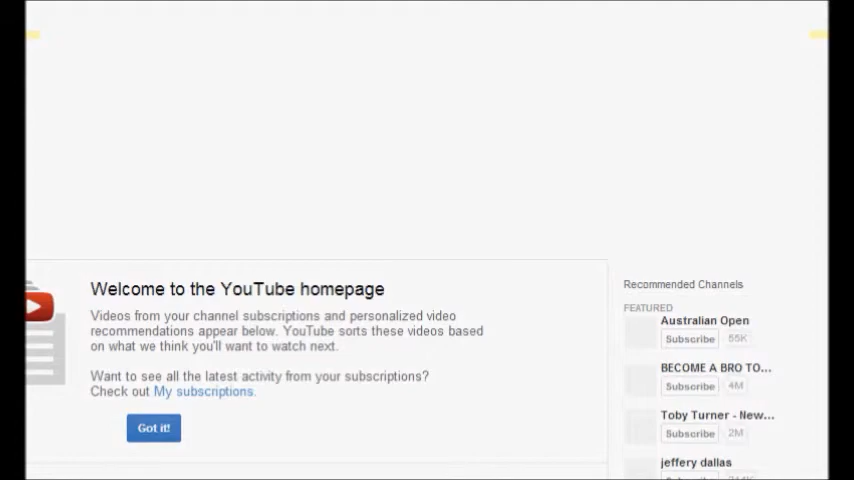 Welcome to the YouTube homepage
Videos from your channel subscriptions and personalized video
recommendations appear below. YouTube sorts these videos based
on what we think you'll want to watch next.
Want to see all the latest activity from your subscriptions?
Check out My subscriptions.
Got it!
Recommended Channels
FEATURED
Australian Open
Subscribe 55K
BECOME A BRO TO...
Subscribe 4M
Toby Turner - New...
Subscribe 2M
jeffery dallas